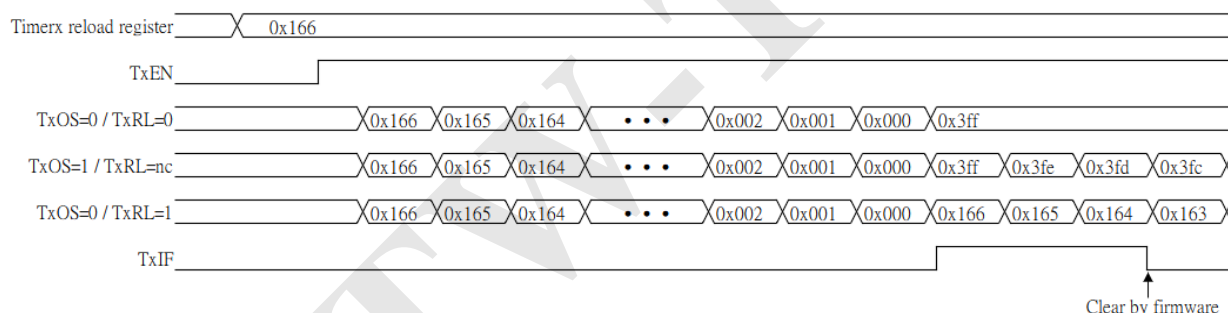 Timerx reload register 0x166
TxEN
TxOS=0 / TxRL=0 0x166 0x165 0x164 • • • 0x002 0x001 0x000 0x3ff
TxOS=1 / TxRL=nc 0x166 0x165 0x164 • • • 0x002 0x001 0x000 0x3ff 0x3fe 0x3fd 0x3fc
TxOS=0 / TxRL=1 0x166 0x165 0x164 • • • 0x002 0x001 0x000 0x166 0x165 0x164 0x163
TxIF
Clear by firmware